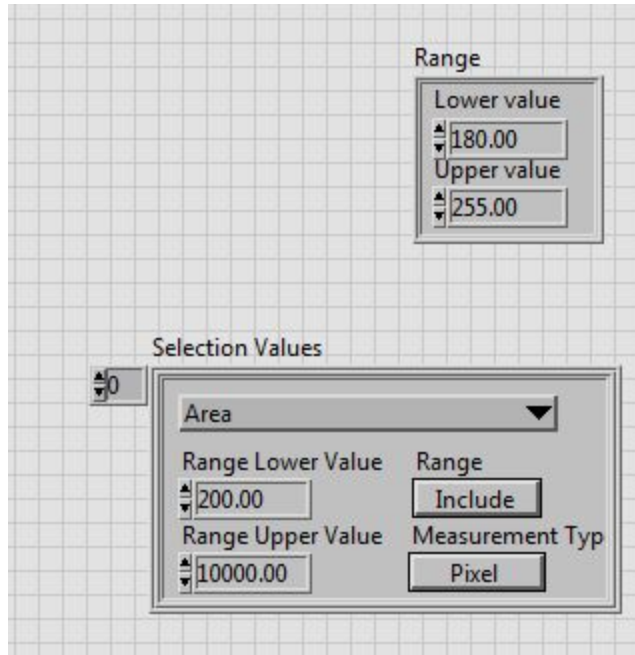 Range
Lower value
180.00
Upper value
255.00
Selection Values
0
Area
Range Lower Value Range
200.00 Include
Range Upper Value Measurement Typ
10000.00 Pixel